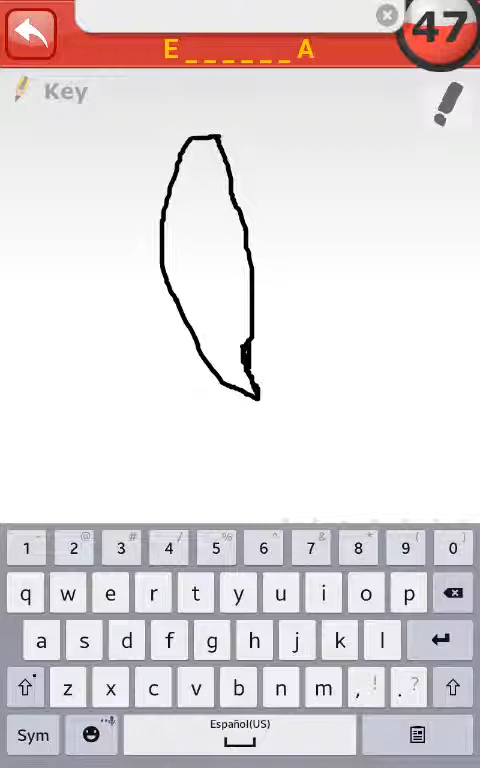 47
E______A
Key
- @ # / % ^ & * ( )
1 2 3 4 5 6 7 8 9 0
q w e r t y u i o p
a s d f g h j k l
z x c v b n m , ! . ?
Sym Español(US)